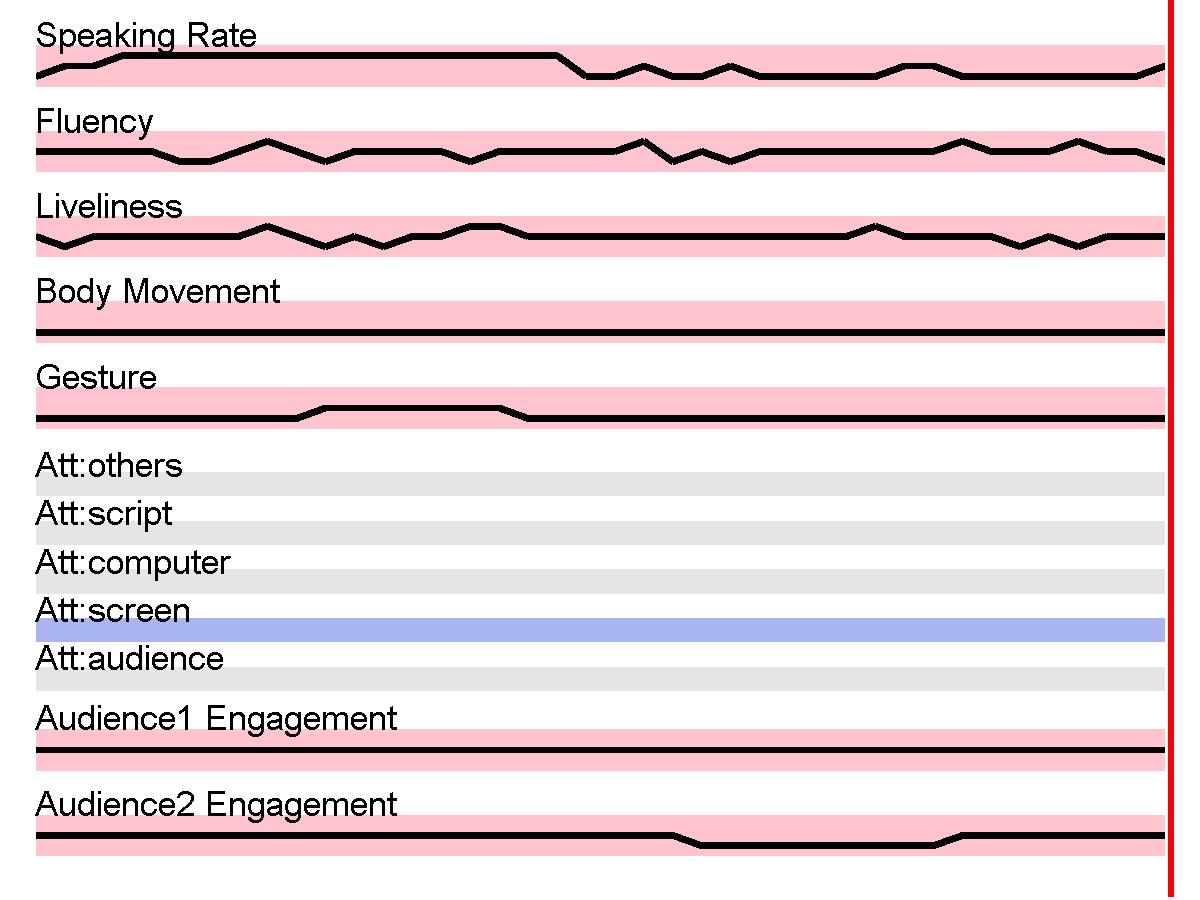 Speaking Rate
Fluency
Liveliness
Body Movement
Gesture
Att:others
Att:script
Att:computer
Att:screen
Att:audience
Audience1 Engagement
Audience2 Engagement